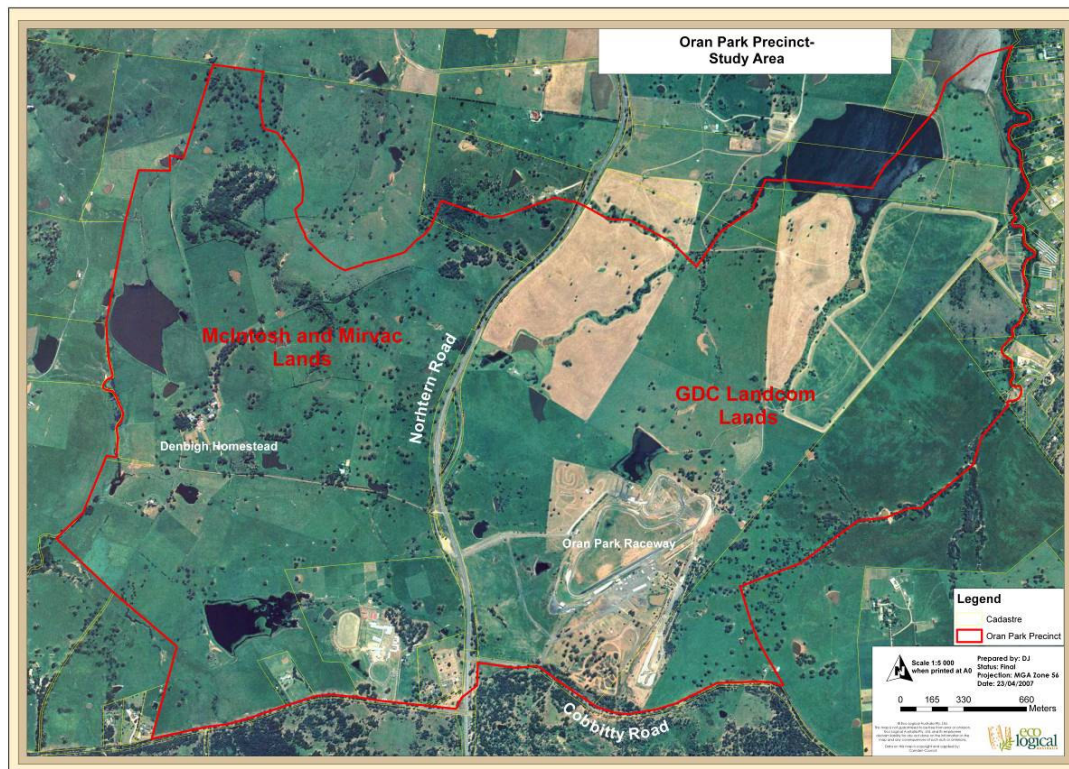 Oran Park Precinct-
Study Area
McIntosh and Mirvac
Lands
Norhtern Road
GDC Landcom
Lands
Denbigh Homestead
Oran Park Raceway
Cobbitty Road
Legend
Cadastre
Oran Park Precinct
Scale 1:5 000
when printed at A0
Prepared by: DJ
Status: Final
Projection: MGA Zone 56
Date: 23/04/2007
0 165 330 660
Meters
eco
logical